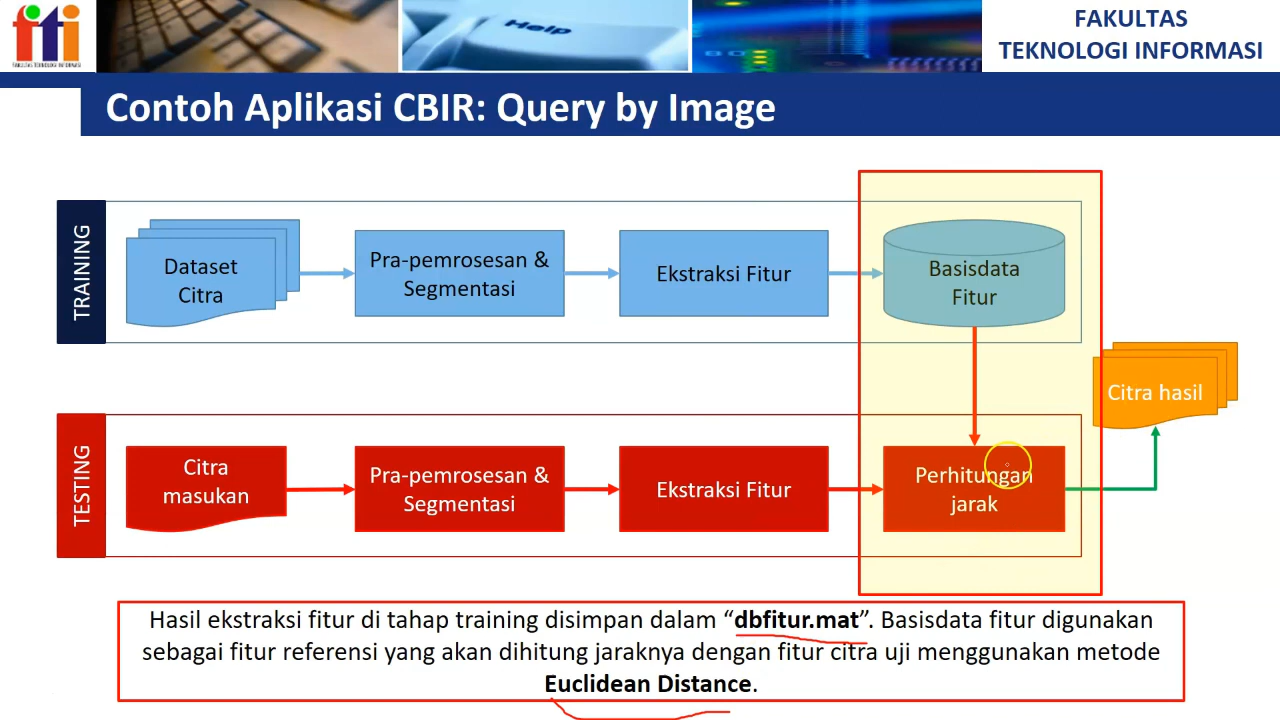 fti
FAKULTAS TEKNOLOGI INFORMASI
Help
FAKULTAS
TEKNOLOGI INFORMASI
Contoh Aplikasi CBIR: Query by Image
TRAINING
Dataset
Citra
Pra-pemrosesan &
Segmentasi
Ekstraksi Fitur
Basisdata
Fitur
Citra hasil
TESTING
Citra
masukan
Pra-pemrosesan &
Segmentasi
Ekstraksi Fitur
Perhitungan
jarak
Hasil ekstraksi fitur di tahap training disimpan dalam “dbfitur.mat”. Basisdata fitur digunakan
sebagai fitur referensi yang akan dihitung jaraknya dengan fitur citra uji menggunakan metode
Euclidean Distance.